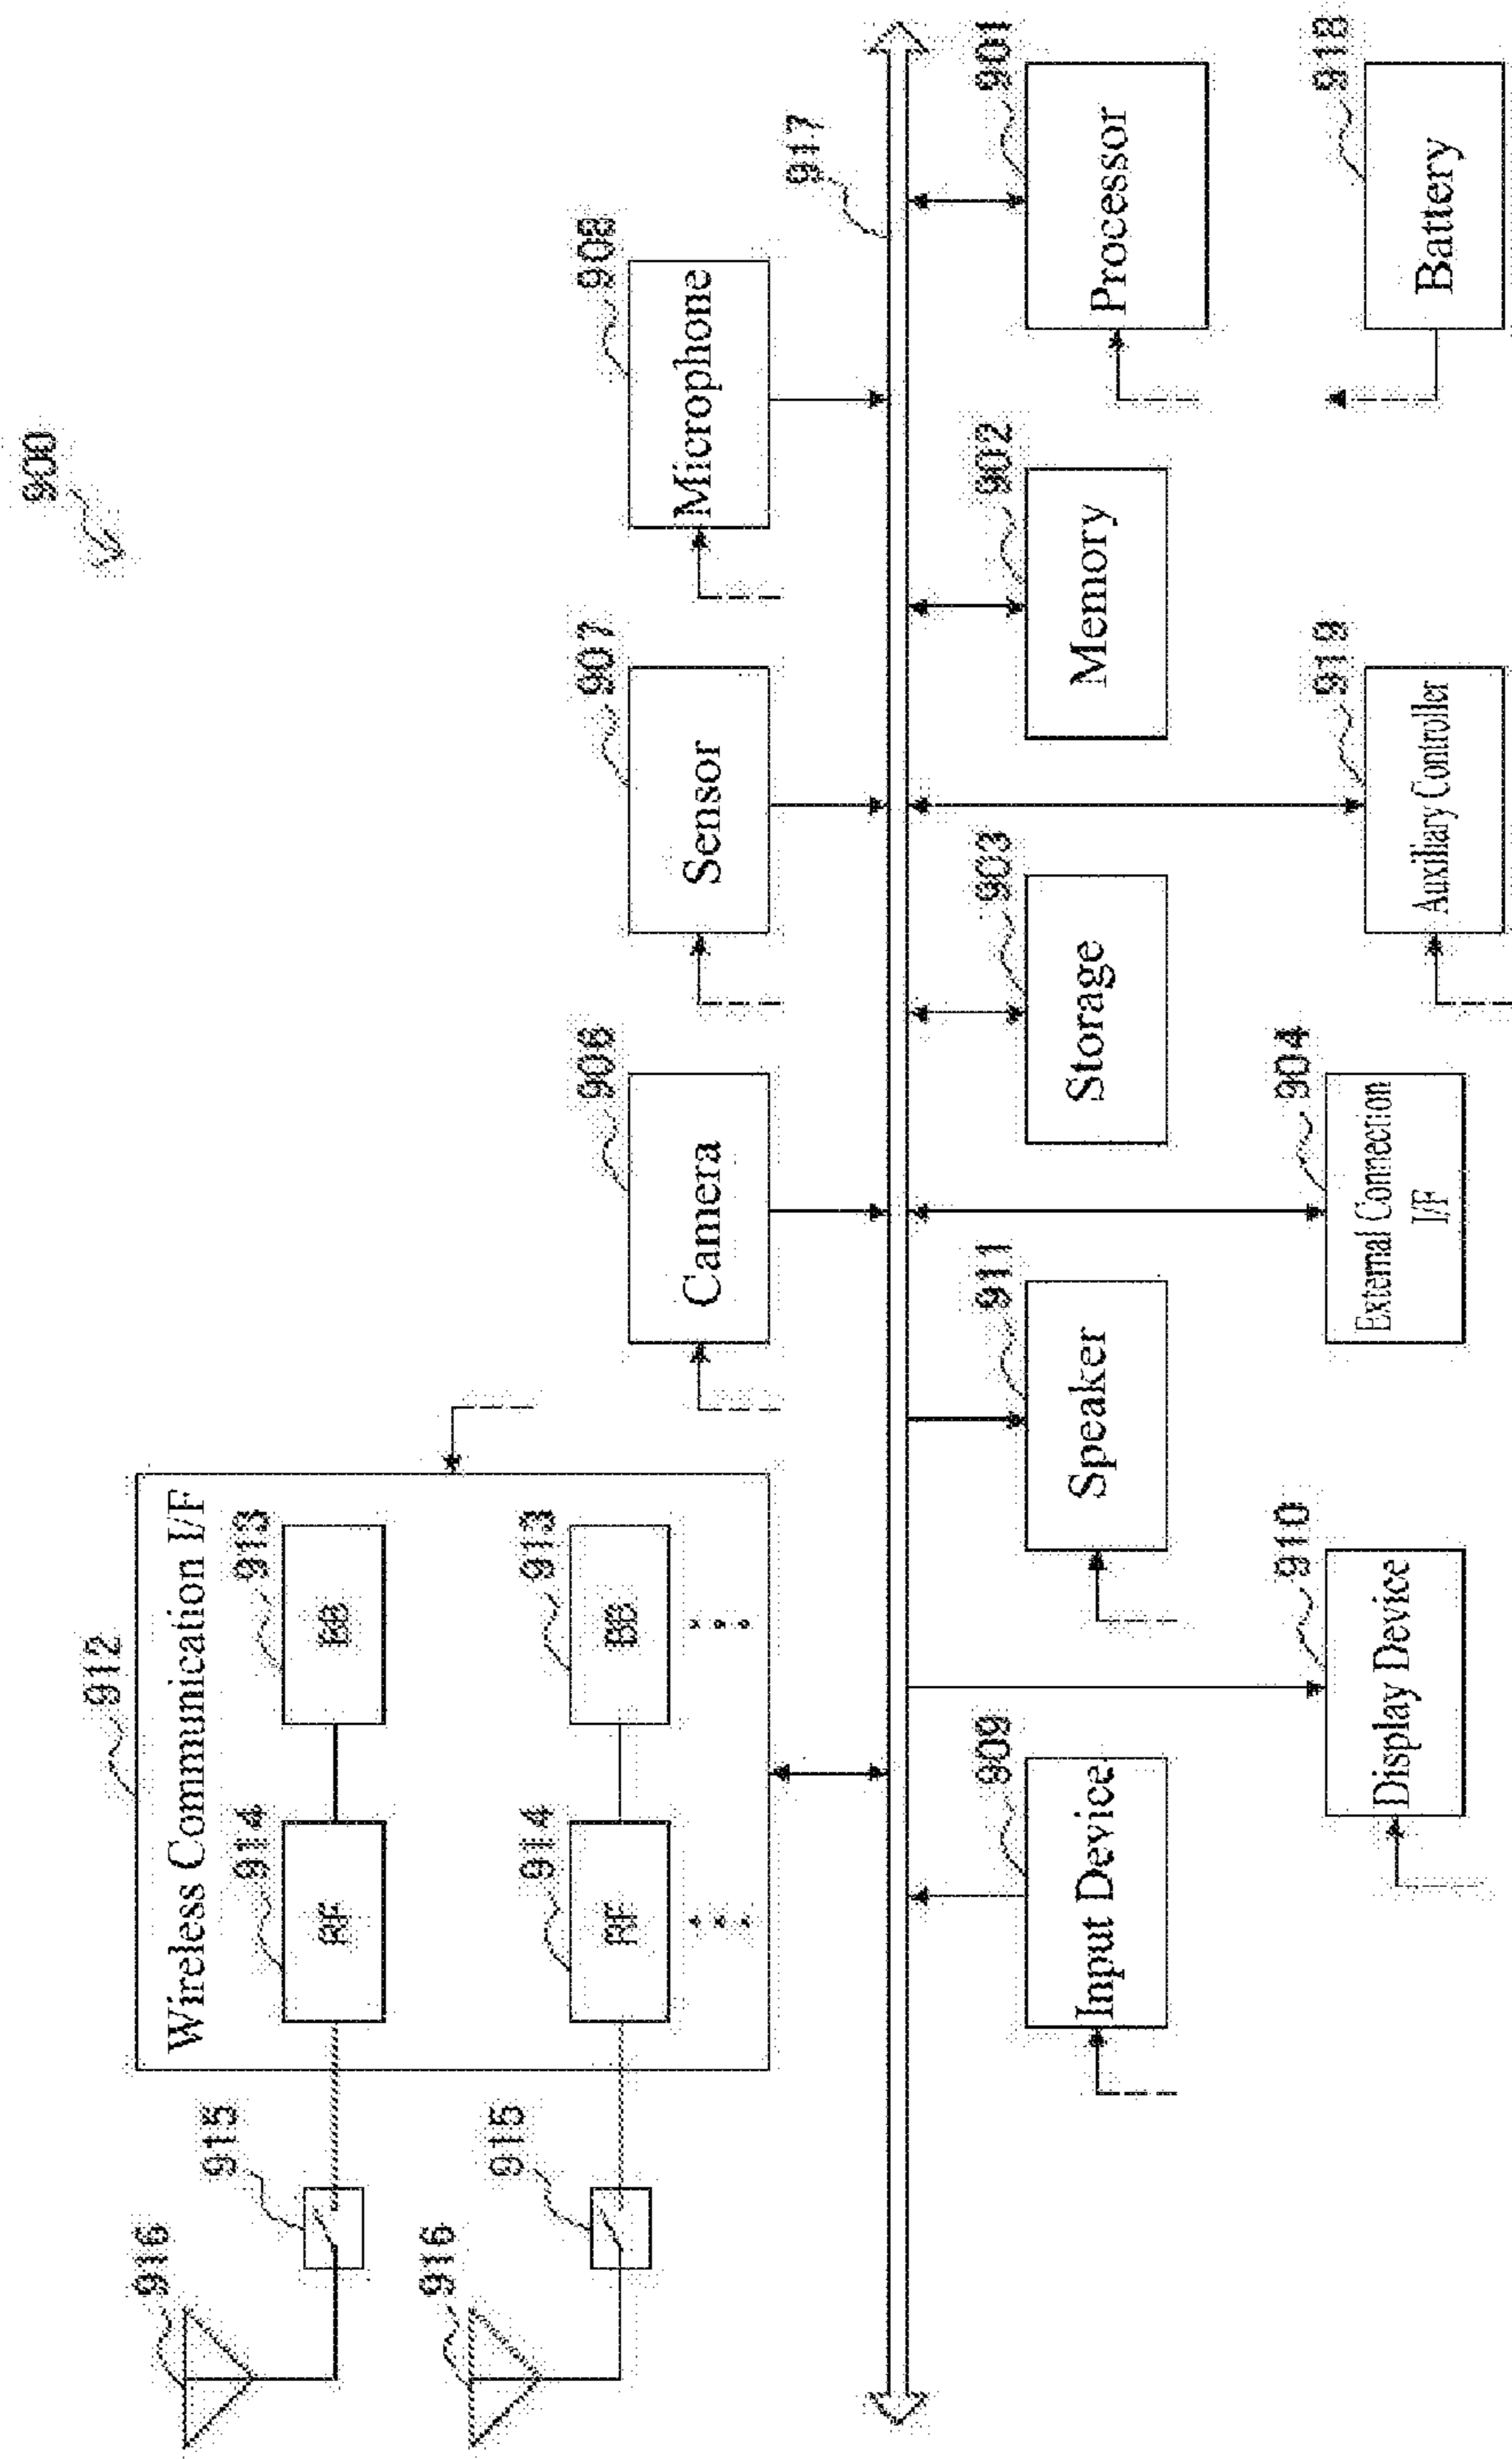 900
912
Wireless Communication I/F
916
915
914
RF
913
BB
916
915
914
RF
913
BB
906
Camera
907
Sensor
908
Microphone
917
909
Input Device
911
Speaker
903
Storage
902
Memory
901
Processor
910
Display Device
904
External Connection
I/F
919
Auxiliary Controller
918
Battery